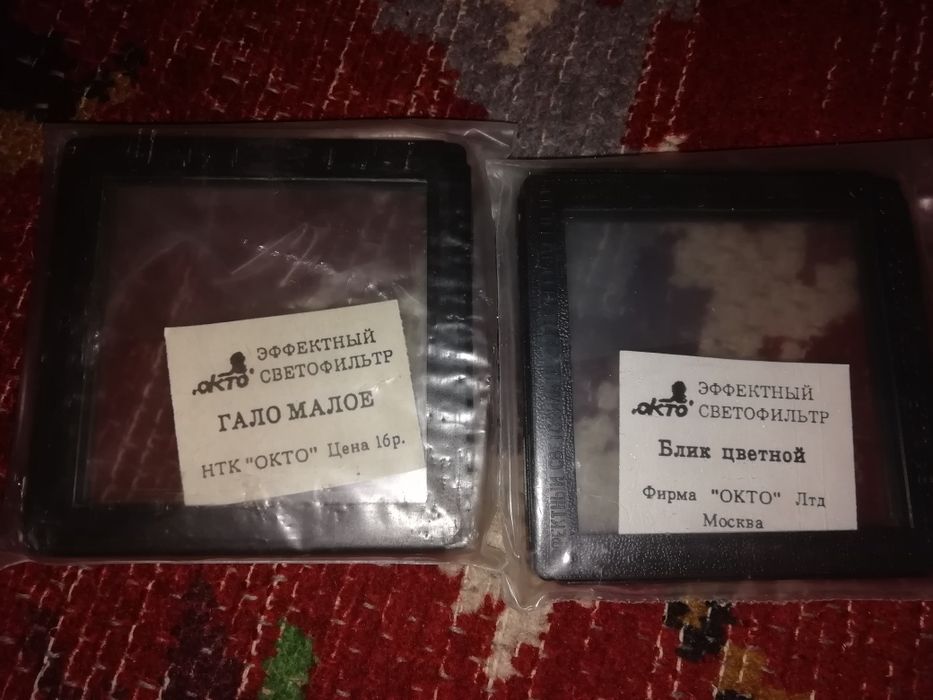 ЭФФЕКТНЫЙ
"ОКТО" СВЕТОФИЛЬТР
ГАЛО МАЛОЕ
НТК "ОКТО" Цена 16р.
ЭФФЕКТНЫЙ
"ОКТО" СВЕТОФИЛЬТР
Блик цветной
Фирма "ОКТО" Лтд
Москва